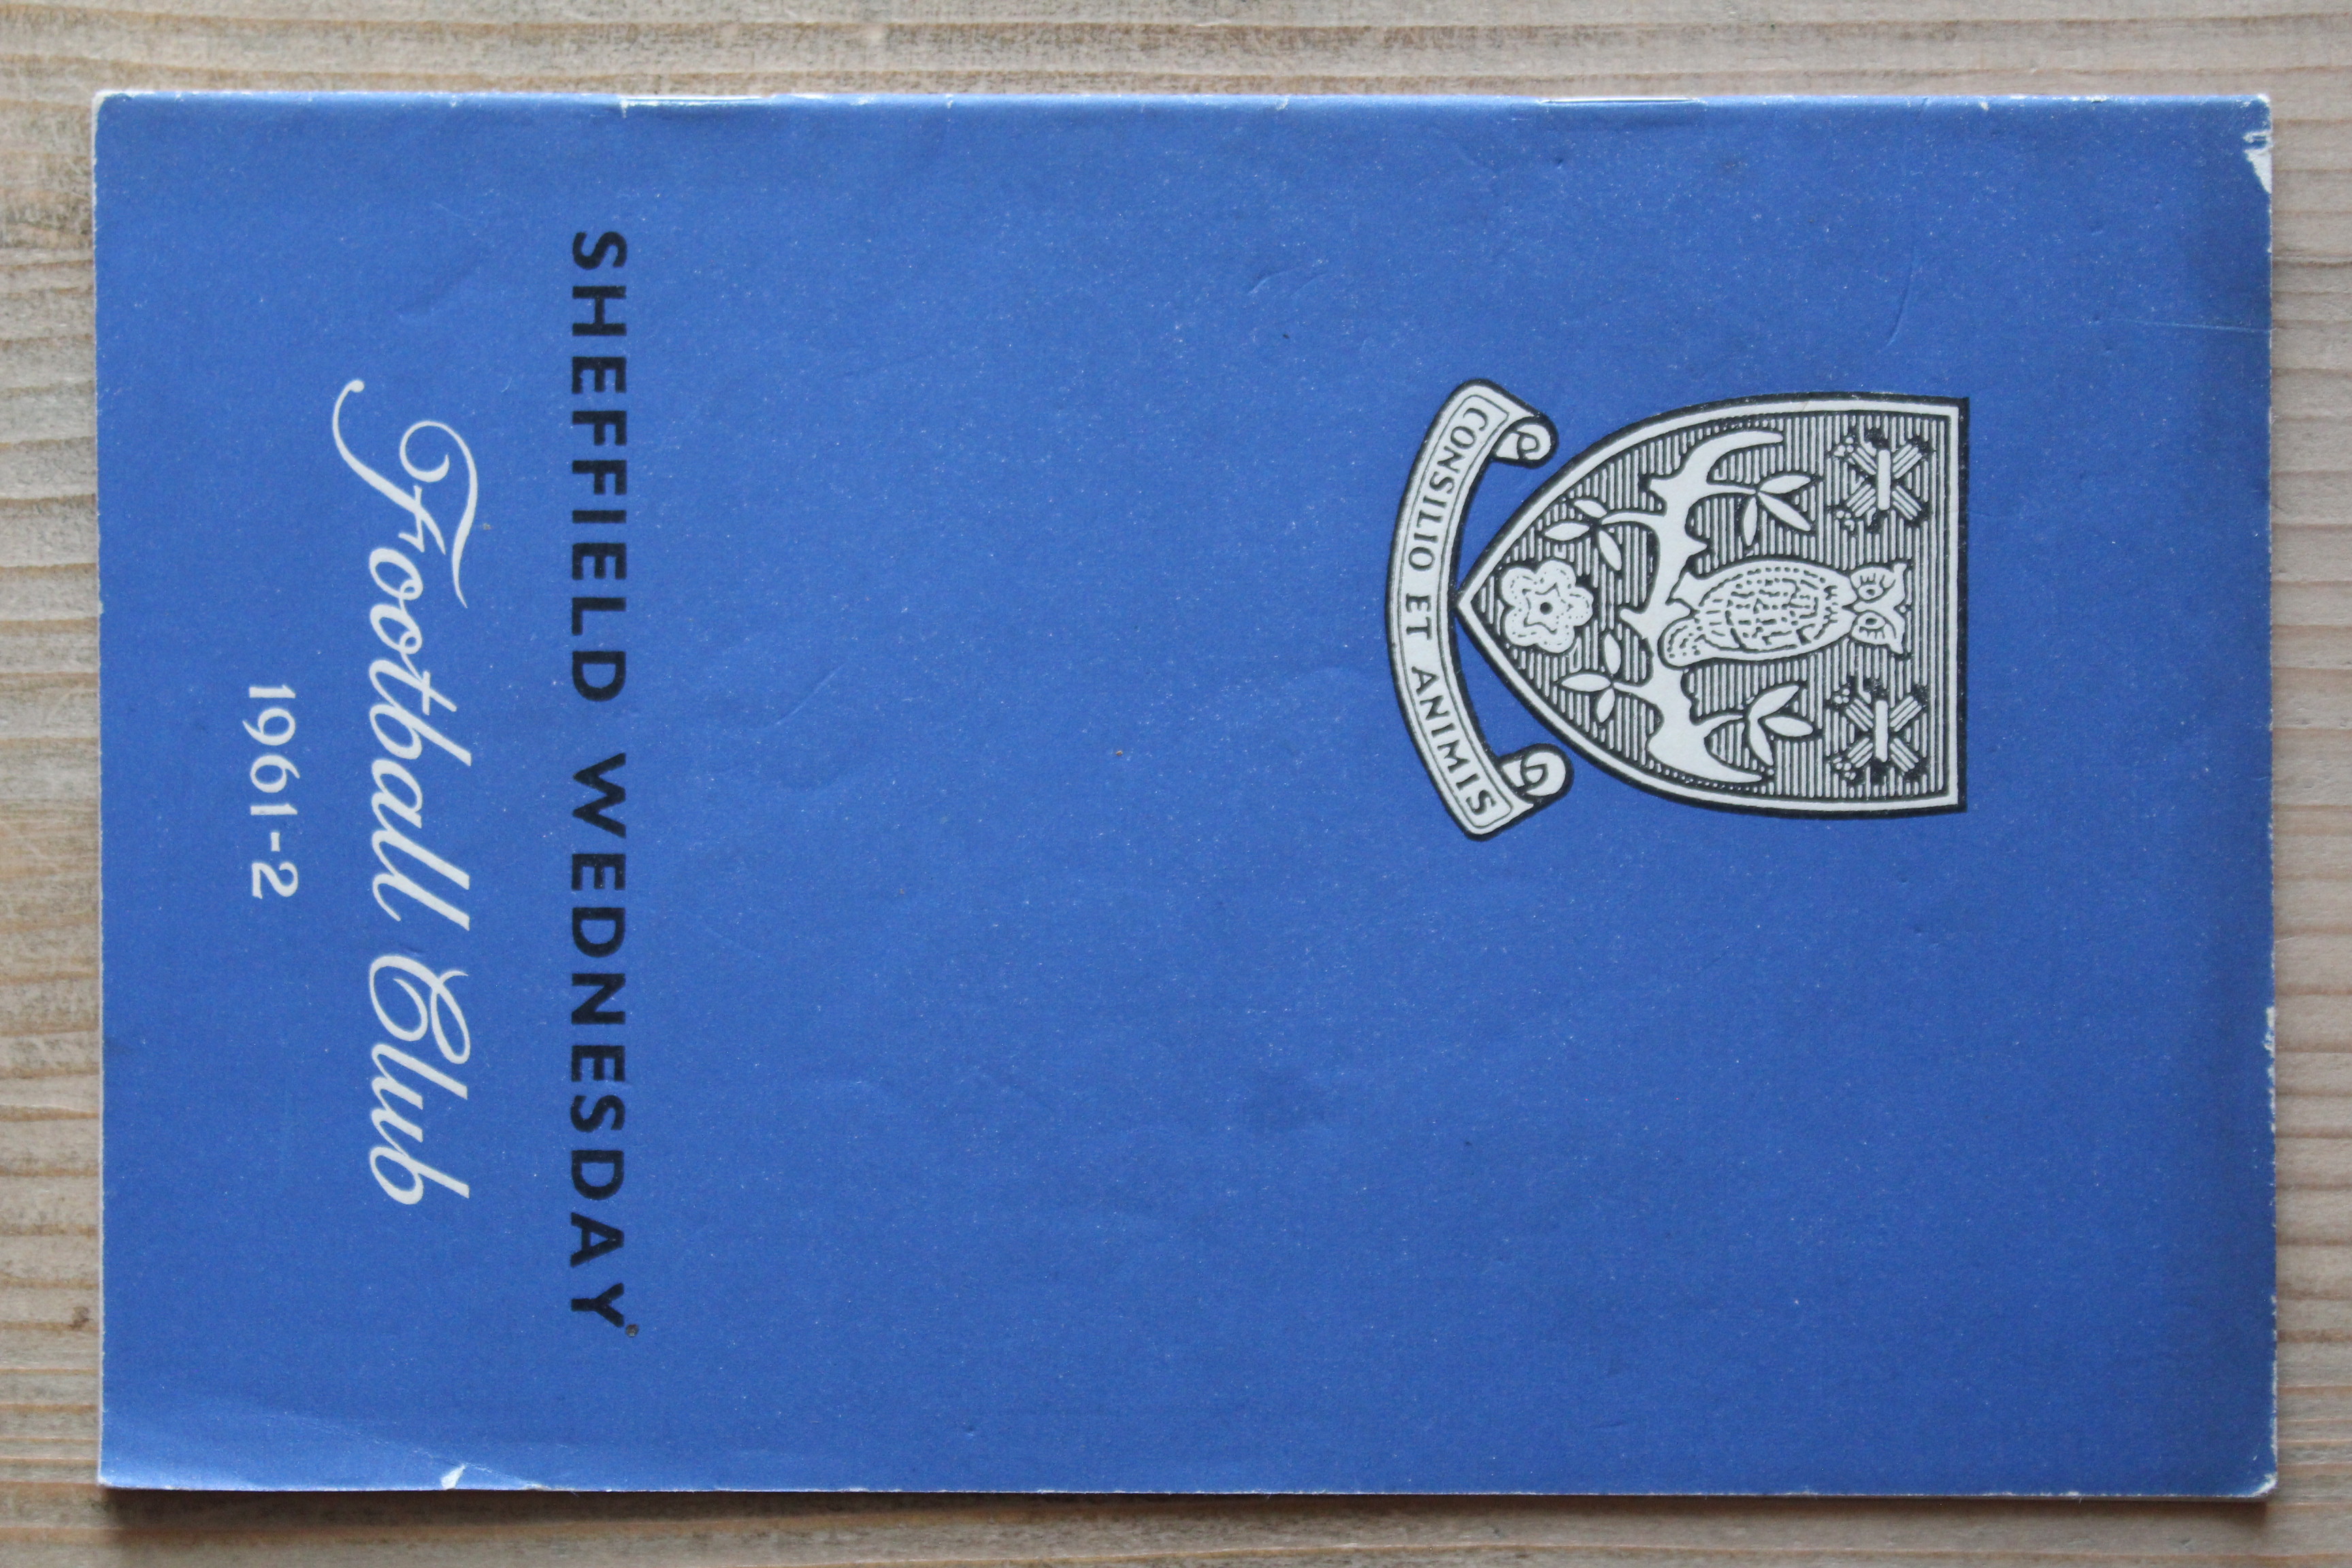 CONSILIO ET ANIMIS
SHEFFIELD WEDNESDAY
Football Club
1961-2